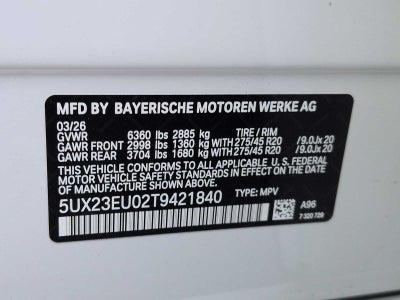 MFD BY BAYERISCHE MOTOREN WERKE AG
03/26
GVWR 6360 lbs 2885 kg TIRE / RIM
GAWR FRONT 2998 lbs 1360 kg WITH 275/45 R20 / 9.0Jx 20
GAWR REAR 3704 lbs 1680 kg WITH 275/45 R20 / 9.0Jx 20
THIS VEHICLE CONFORMS TO ALL APPLICABLE U.S. FEDERAL
MOTOR VEHICLE SAFETY STANDARDS IN EFFECT ON THE
DATE OF MANUFACTURE SHOWN ABOVE.
5UX23EU02T9421840 TYPE: MPV
A96
7 320 729